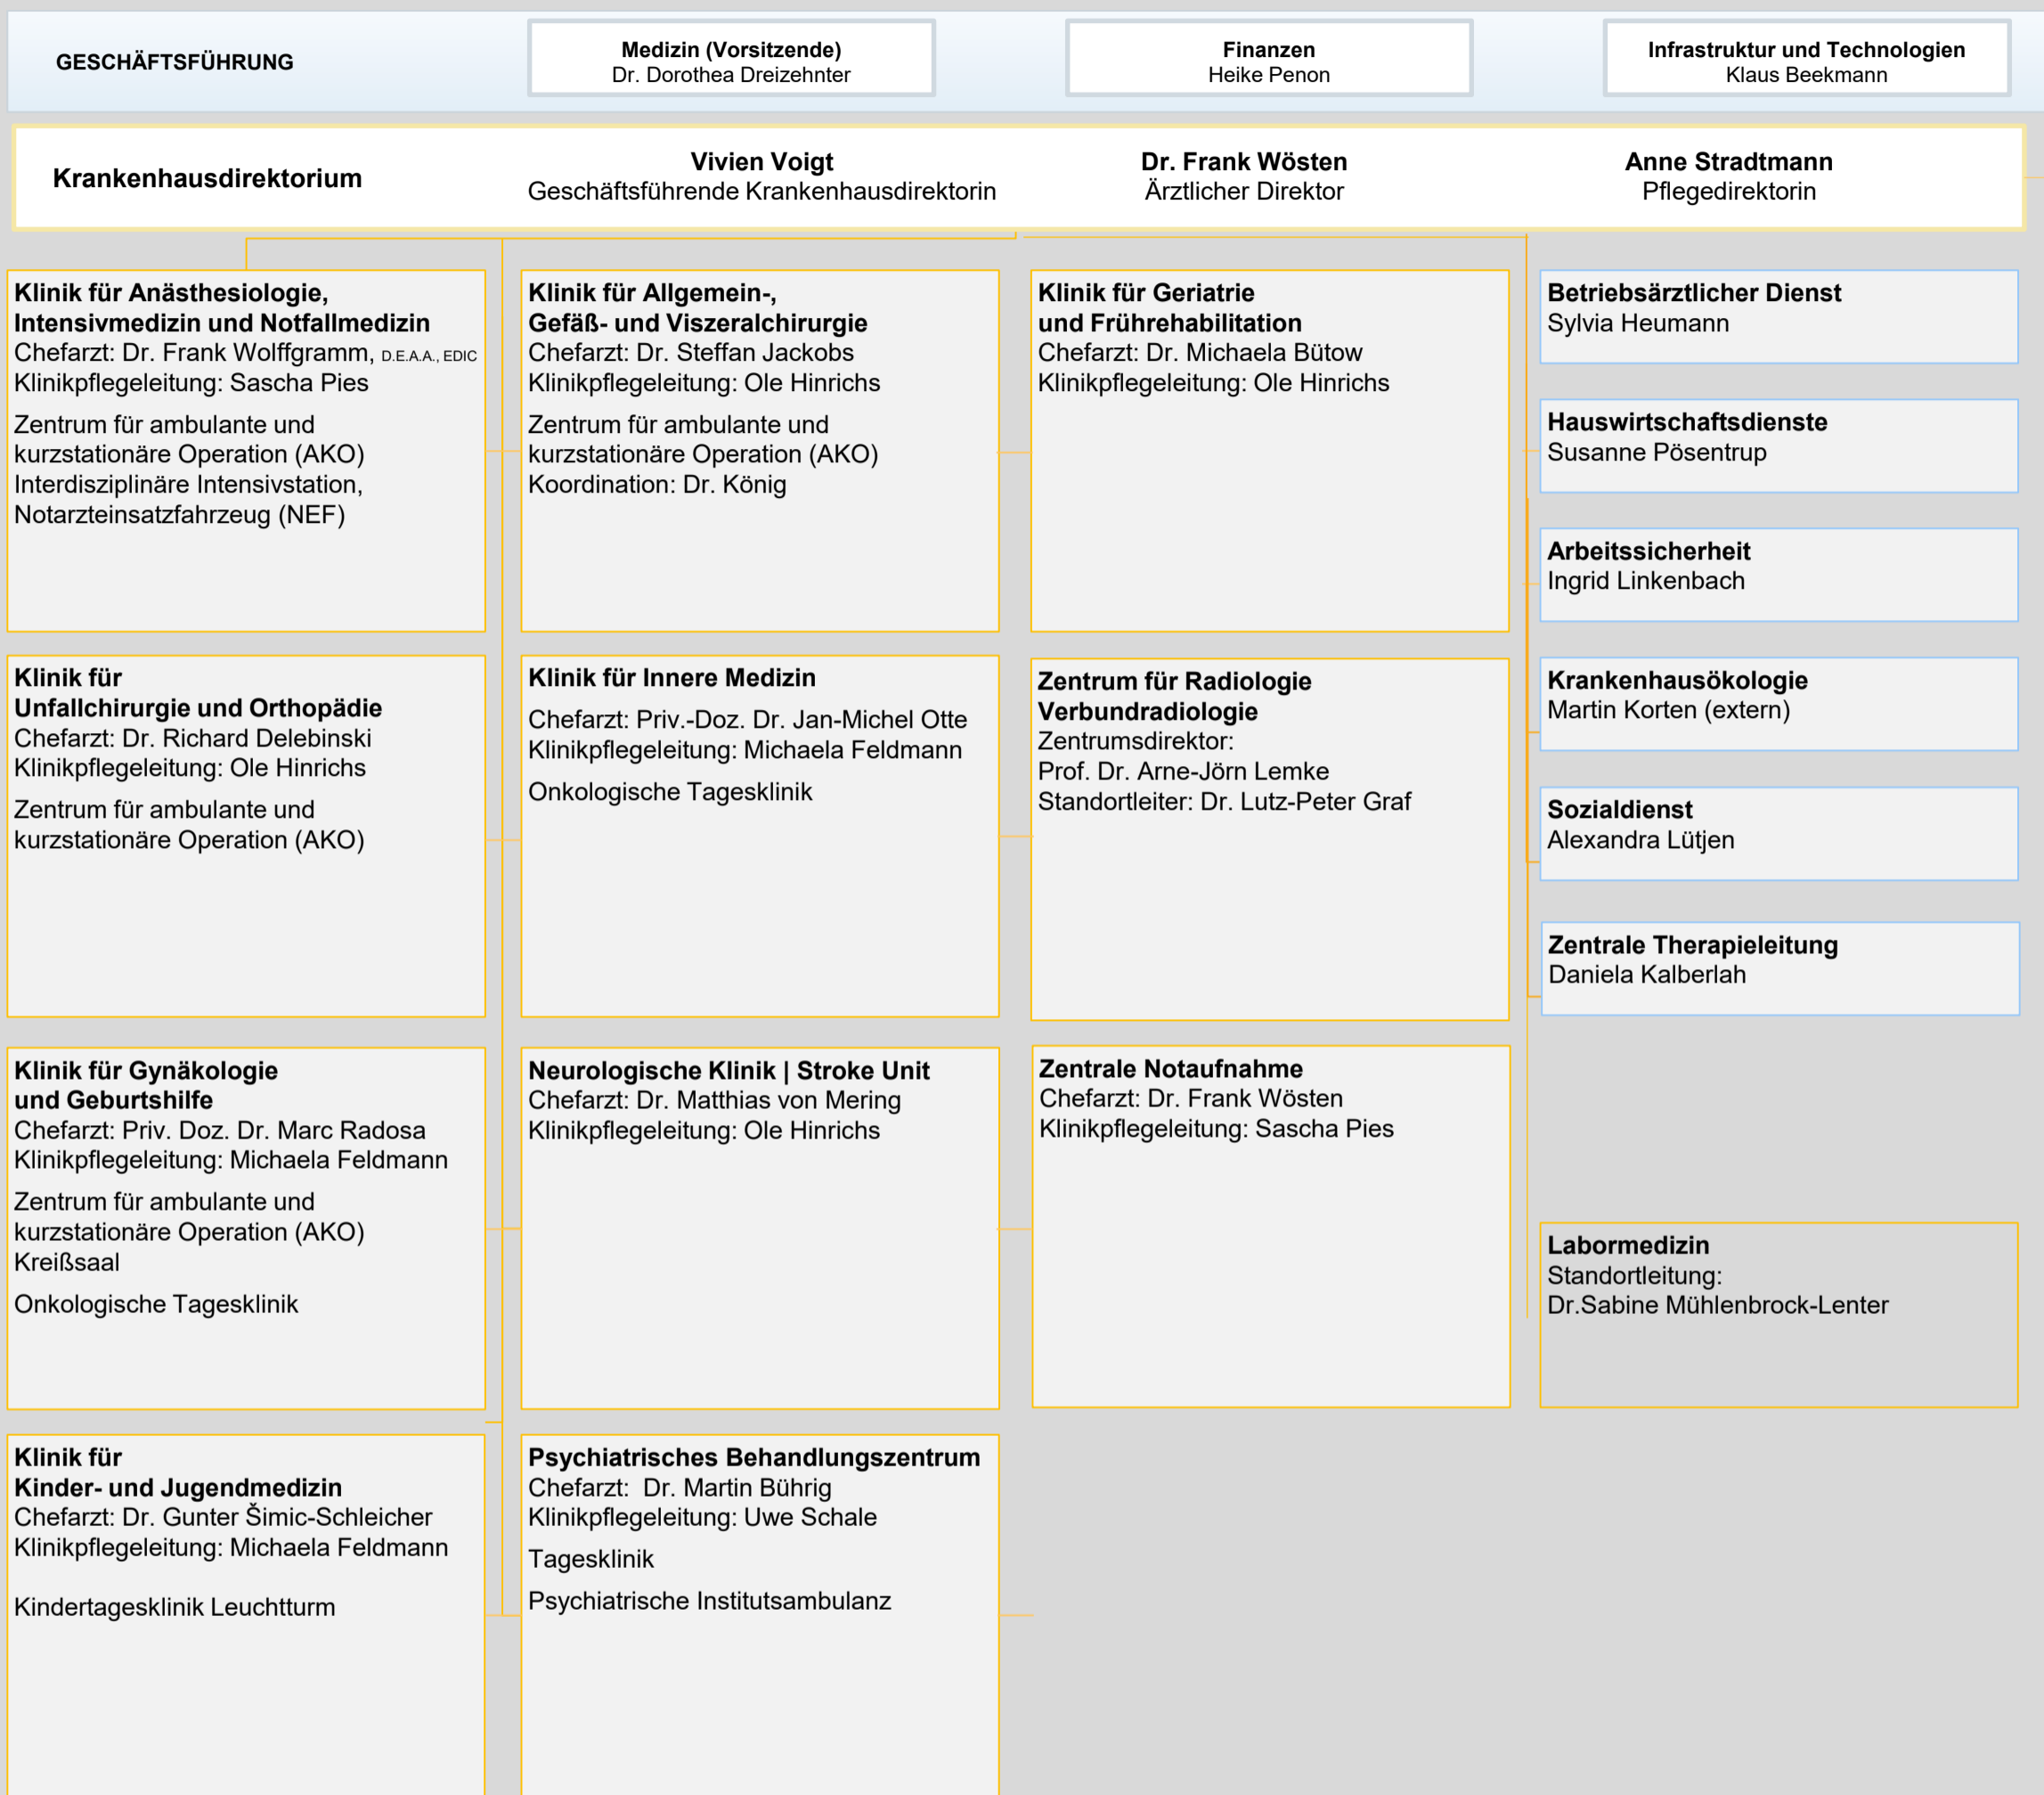 GESCHÄFTSFÜHRUNG
Medizin (Vorsitzende)
Dr. Dorothea Dreizehnter
Finanzen
Heike Penon
Infrastruktur und Technologien
Klaus Beekmann
Krankenhausdirektorium
Vivien Voigt
Geschäftsführende Krankenhausdirektorin
Dr. Frank Wösten
Ärztlicher Direktor
Anne Stradtmann
Pflegedirektorin
Klinik für Anästhesiologie,
Intensivmedizin und Notfallmedizin
Chefarzt: Dr. Frank Wolffgramm, D.E.A.A., EDIC
Klinikpflegeleitung: Sascha Pies
Zentrum für ambulante und
kurzstationäre Operation (AKO)
Interdisziplinäre Intensivstation,
Notarzteinsatzfahrzeug (NEF)
Klinik für Allgemein-,
Gefäß- und Viszeralchirurgie
Chefarzt: Dr. Steffan Jackobs
Klinikpflegeleitung: Ole Hinrichs
Zentrum für ambulante und
kurzstationäre Operation (AKO)
Koordination: Dr. König
Klinik für Geriatrie
und Frührehabilitation
Chefarzt: Dr. Michaela Bütow
Klinikpflegeleitung: Ole Hinrichs
Betriebsärztlicher Dienst
Sylvia Heumann
Hauswirtschaftsdienste
Susanne Pösentrup
Arbeitssicherheit
Ingrid Linkenbach
Klinik für
Unfallchirurgie und Orthopädie
Chefarzt: Dr. Richard Delebinski
Klinikpflegeleitung: Ole Hinrichs
Zentrum für ambulante und
kurzstationäre Operation (AKO)
Klinik für Innere Medizin
Chefarzt: Priv.-Doz. Dr. Jan-Michel Otte
Klinikpflegeleitung: Michaela Feldmann
Onkologische Tagesklinik
Zentrum für Radiologie
Verbundradiologie
Zentrumsdirektor:
Prof. Dr. Arne-Jörn Lemke
Standortleiter: Dr. Lutz-Peter Graf
Krankenhausökologie
Martin Korten (extern)
Sozialdienst
Alexandra Lütjen
Zentrale Therapieleitung
Daniela Kalberlah
Klinik für Gynäkologie
und Geburtshilfe
Chefarzt: Priv. Doz. Dr. Marc Radosa
Klinikpflegeleitung: Michaela Feldmann
Zentrum für ambulante und
kurzstationäre Operation (AKO)
Kreißsaal
Onkologische Tagesklinik
Neurologische Klinik | Stroke Unit
Chefarzt: Dr. Matthias von Mering
Klinikpflegeleitung: Ole Hinrichs
Zentrale Notaufnahme
Chefarzt: Dr. Frank Wösten
Klinikpflegeleitung: Sascha Pies
Labormedizin
Standortleitung:
Dr.Sabine Mühlenbrock-Lenter
Klinik für
Kinder- und Jugendmedizin
Chefarzt: Dr. Gunter Šimic-Schleicher
Klinikpflegeleitung: Michaela Feldmann
Kindertagesklinik Leuchtturm
Psychiatrisches Behandlungszentrum
Chefarzt:  Dr. Martin Bührig
Klinikpflegeleitung: Uwe Schale
Tagesklinik
Psychiatrische Institutsambulanz